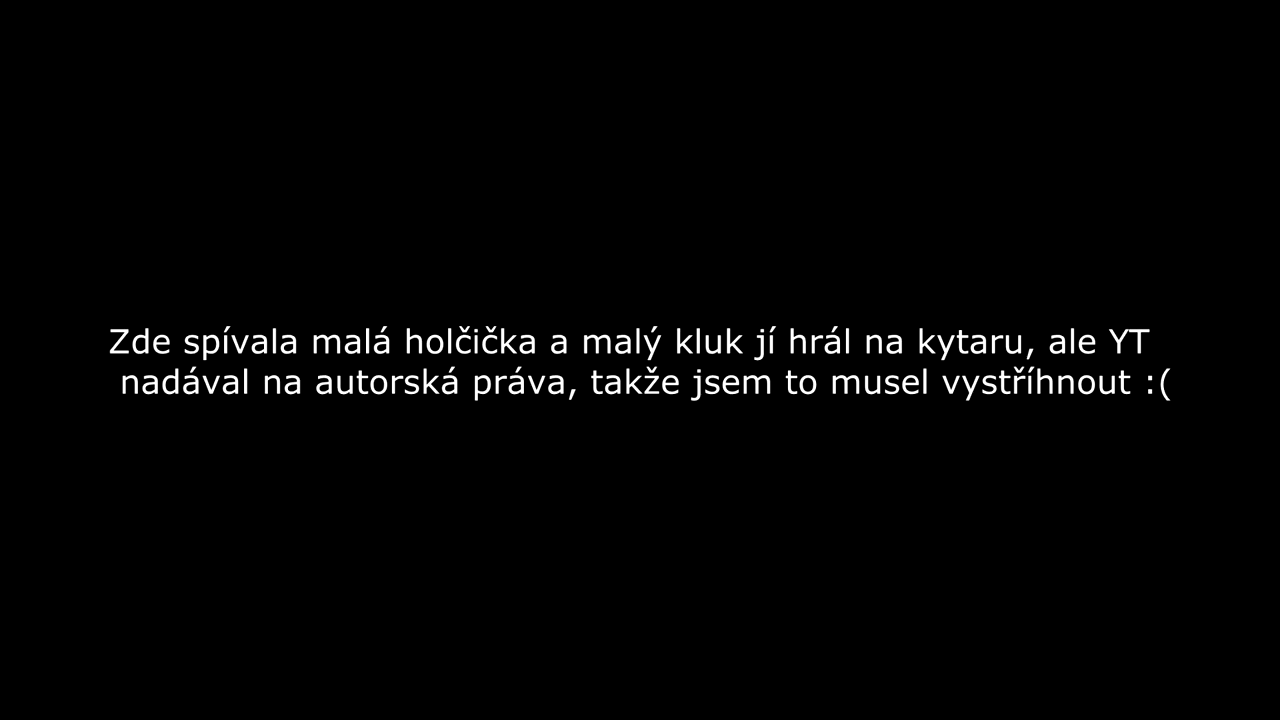 Zde spívala malá holčička a malý kluk jí hrál na kytaru, ale YT
nadával na autorská práva, takže jsem to musel vystříhnout :(